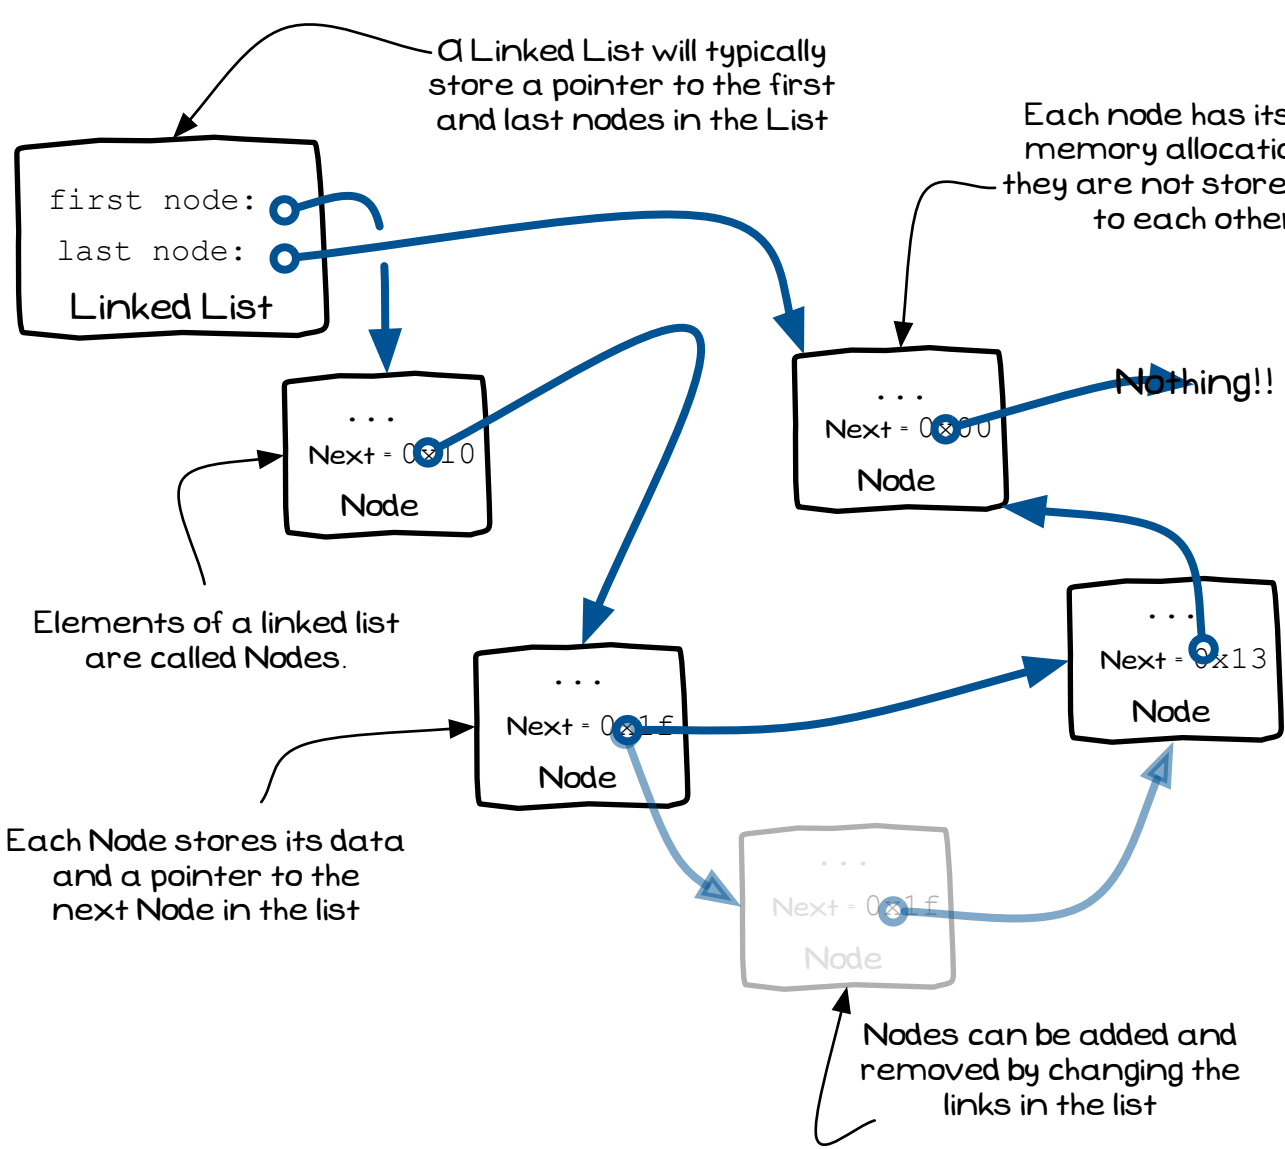 A Linked List will typically
store a pointer to the first
and last nodes in the List
Each node has its
memory allocatio
they are not store
to each other
first node:
last node:
Linked List
...
Next = 0x10
Node
...
Next = 0x00
Node
Nothing!!
Elements of a linked list
are called Nodes.
...
Next = 0x1f
Node
...
Next = 0x13
Node
Each Node stores its data
and a pointer to the
next Node in the list
...
Next = 0x1f
Node
Nodes can be added and
removed by changing the
links in the list